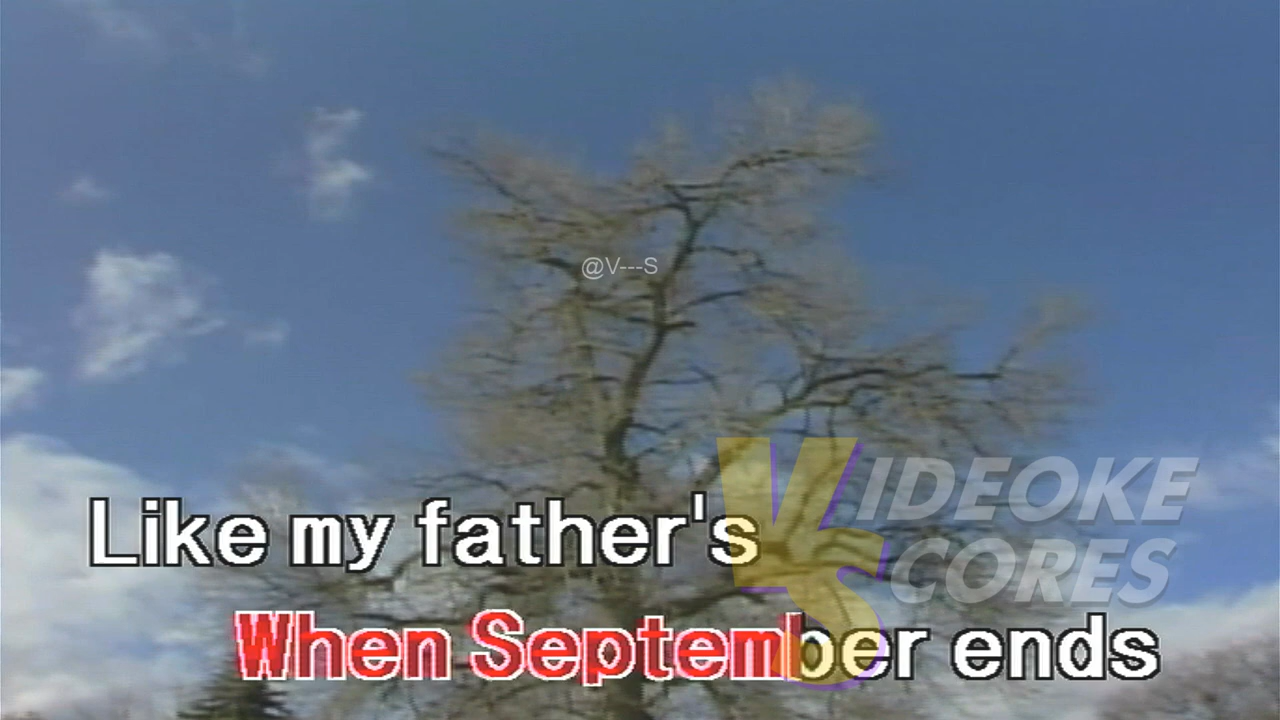 @V---S
VIDEOKE
SCORES
Like my father's
When September ends